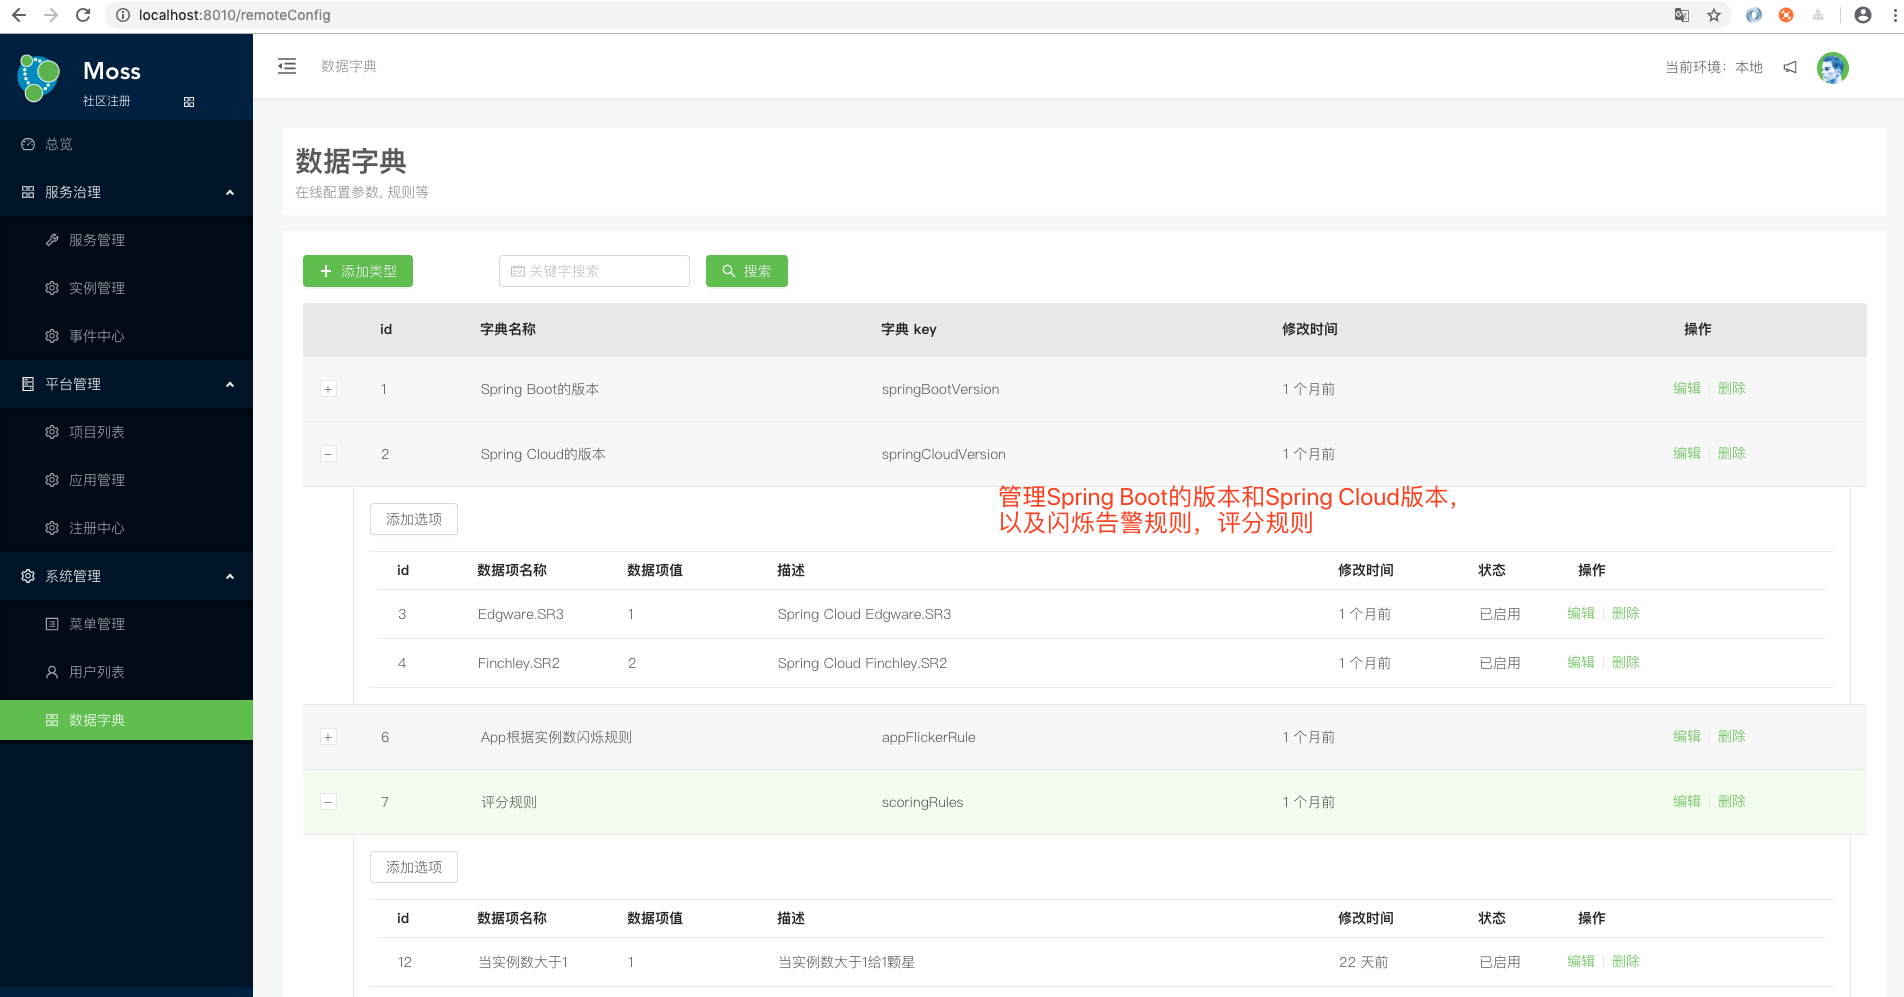 localhost:8010/remoteConfig
Moss
社区注册
数据字典
当前环境：本地
总览
服务治理
服务管理
实例管理
事件中心
平台管理
项目列表
应用管理
注册中心
系统管理
菜单管理
用户列表
数据字典
数据字典
在线配置参数, 规则等
添加类型 关键字搜索 搜索
id 字典名称 字典 key 修改时间 操作
1 Spring Boot的版本 springBootVersion 1 个月前 编辑 删除
2 Spring Cloud的版本 springCloudVersion 1 个月前 编辑 删除
管理Spring Boot的版本和Spring Cloud版本，
以及闪烁告警规则，评分规则
添加选项
id 数据项名称 数据项值 描述 修改时间 状态 操作
3 Edgware.SR3 1 Spring Cloud Edgware.SR3 1 个月前 已启用 编辑 删除
4 Finchley.SR2 2 Spring Cloud Finchley.SR2 1 个月前 已启用 编辑 删除
6 App根据实例数闪烁规则 appFlickerRule 1 个月前 编辑 删除
7 评分规则 scoringRules 1 个月前 编辑 删除
添加选项
id 数据项名称 数据项值 描述 修改时间 状态 操作
12 当实例数大于1 1 当实例数大于1给1颗星 22 天前 已启用 编辑 删除